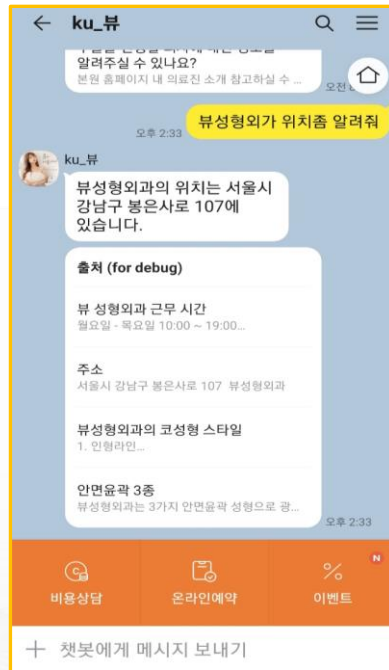 ku_뷰
알려주실 수 있나요?
본원 홈페이지 내 의료진 소개 참고하실 수 ...
오전
뷰성형외가 위치좀 알려줘
오후 2:33
ku_뷰
뷰성형외과의 위치는 서울시
강남구 봉은사로 107에
있습니다.
출처 (for debug)
뷰 성형외과 근무 시간
월요일 - 목요일 10:00 ~ 19:00...
주소
서울시 강남구 봉은사로 107 뷰성형외과
뷰성형외과의 코성형 스타일
1. 인형라인...
안면윤곽 3종
뷰성형외과는 3가지 안면윤곽 성형으로 광...
오후 2:33
N
비용상담
온라인예약
이벤트
챗봇에게 메시지 보내기